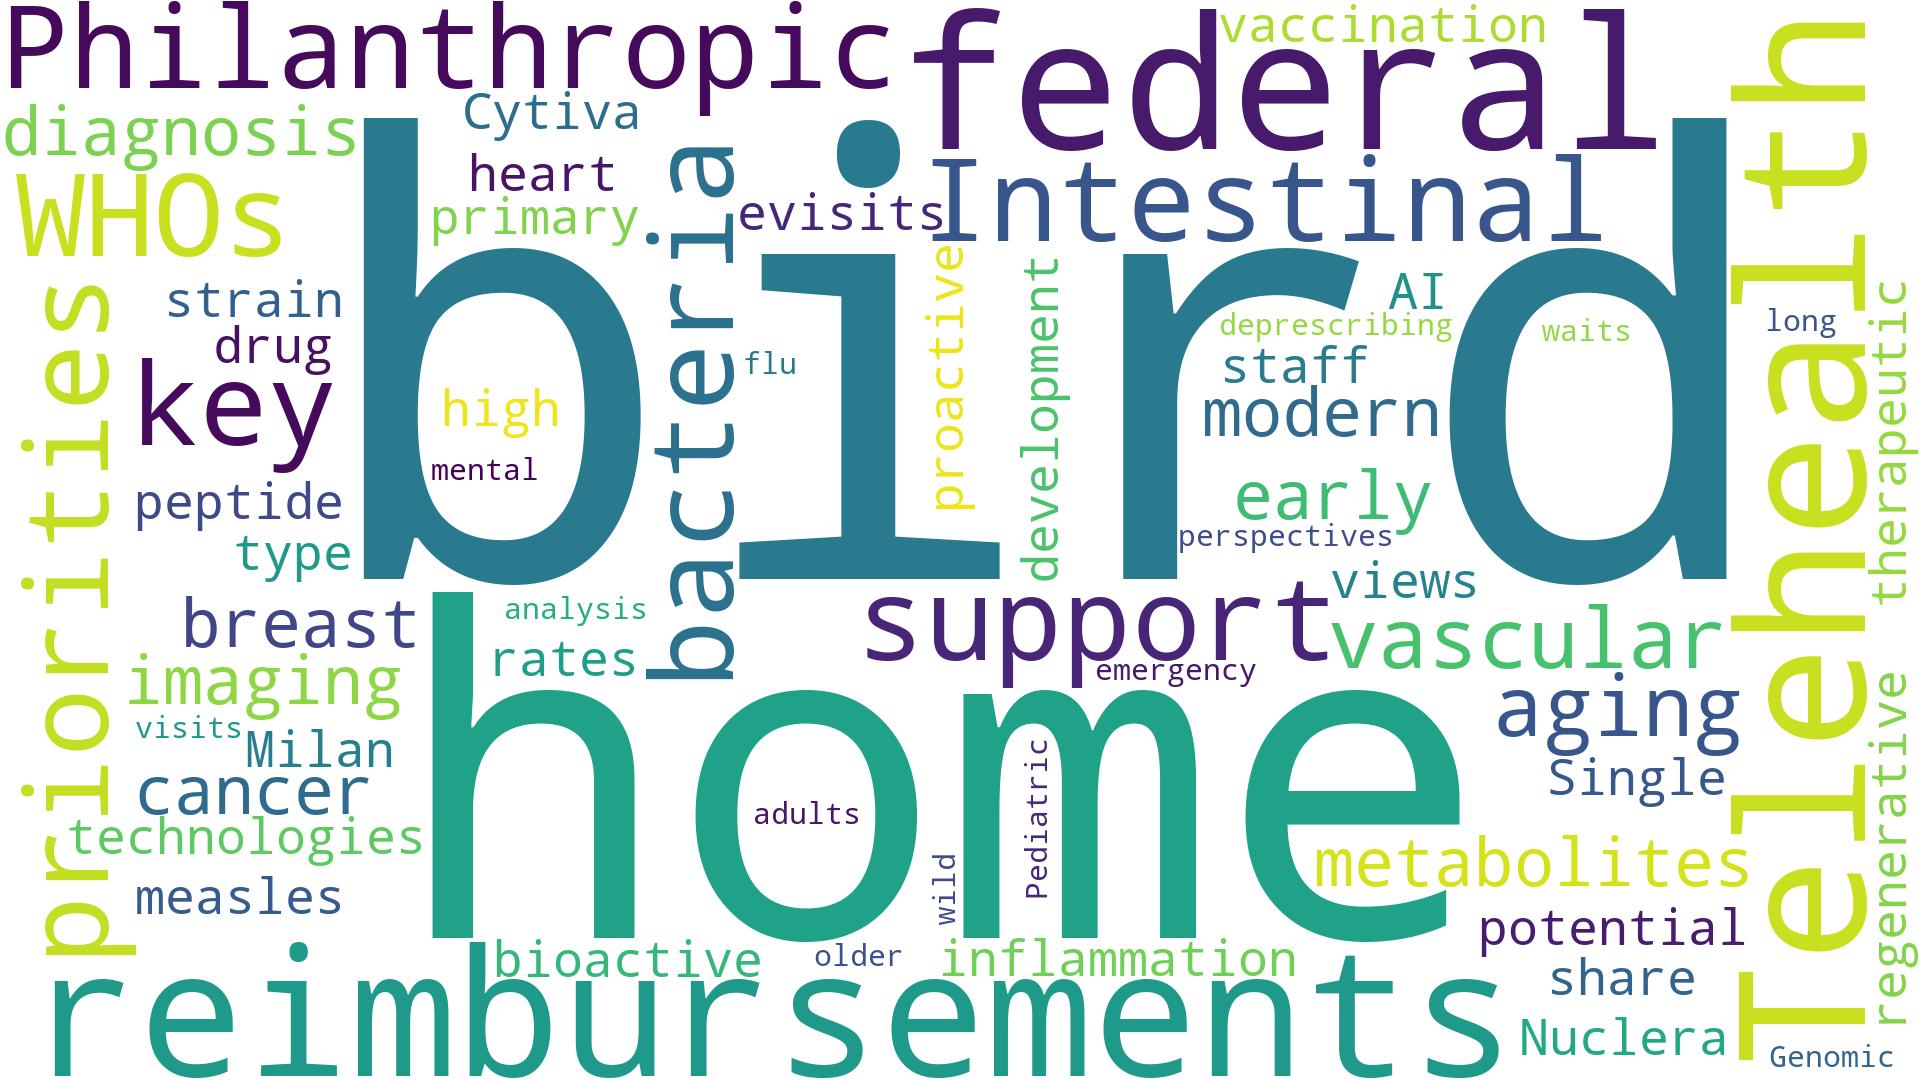 Philanthropic
federal
vaccination
Telehealth
diagnosis
Cytiva
bird
bacteria
heart
primary
evisits
Intestinal
WHOs
priorities
strain
drug
key
high
mental
flu
proactive
development
AI
deprescribing
waits
long
therapeutic
staff
modern
peptide
early
type
perspectives
views
breast
analysis
support
vascular
home
rates
emergency
imaging
visits
Milan
aging
regenerative
cancer
adults
Pediatric
Single
technologies
wild
metabolites
measles
potential
bioactive
older
inflammation
share
reimbursements
Nuclera
Genomic